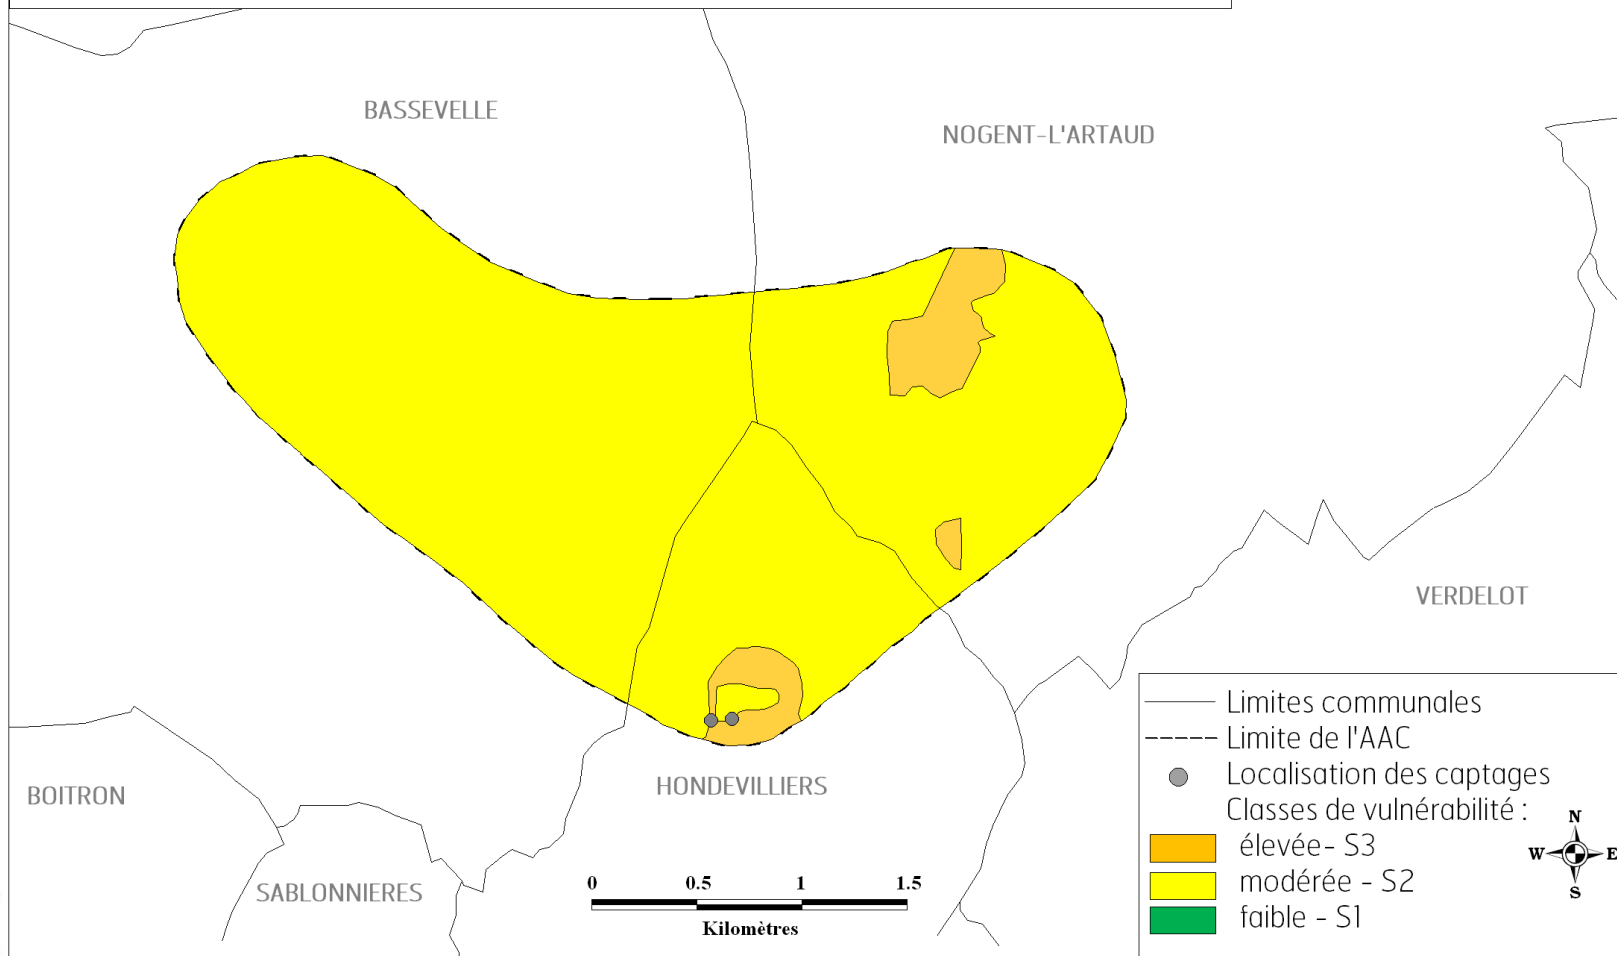 BASSEVELLE
NOGENT-L'ARTAUD
VERDELOT
BOITRON
HONDEVILLIERS
SABLONNIERES
0 0.5 1 1.5
Kilomètres
Limites communales
Limite de l'AAC
Localisation des captages
Classes de vulnérabilité :
élevée- S3
modérée - S2
faible - S1
N
W E
S